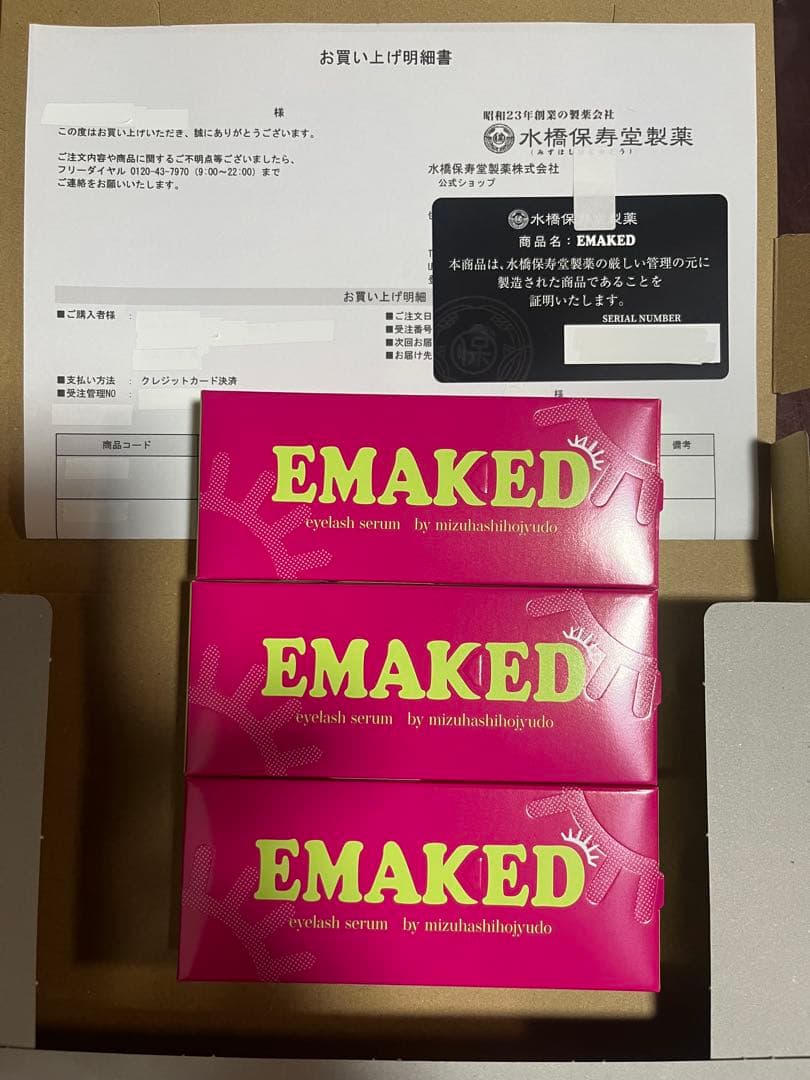 お買い上げ明細書
様
この度はお買い上げいただき、誠にありがとうございます。
ご注文内容や商品に関するご不明点等ございましたら、
フリーダイヤル 0120-43-7970 (9:00〜22:00) まで
ご連絡をお願いいたします。
昭和23年創業の製薬会社
水橋保寿堂製薬
水橋保寿堂製薬株式会社
公式ショップ
水橋保寿堂製薬
商品名：EMAKED
本商品は、水橋保寿堂製薬の厳しい管理の元に
製造された商品であることを
証明いたします。
SERIAL NUMBER
お買い上げ明細
■ご購入者様 ：
■ご注文日
■受注番号
■次回お届
■お届け先
■支払い方法 ： クレジットカード決済
■受注管理NO ：
様
商品コード
備考
EMAKED
eyelash serum by mizuhashihojyudo
EMAKED
eyelash serum by mizuhashihojyudo
EMAKED
eyelash serum by mizuhashihojyudo